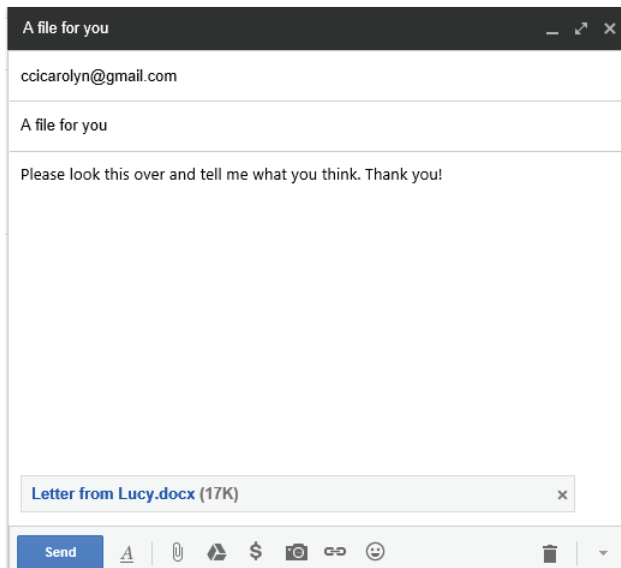 A file for you
ccicarolyn@gmail.com
A file for you
Please look this over and tell me what you think. Thank you!
Letter from Lucy.docx (17K)
Send A $